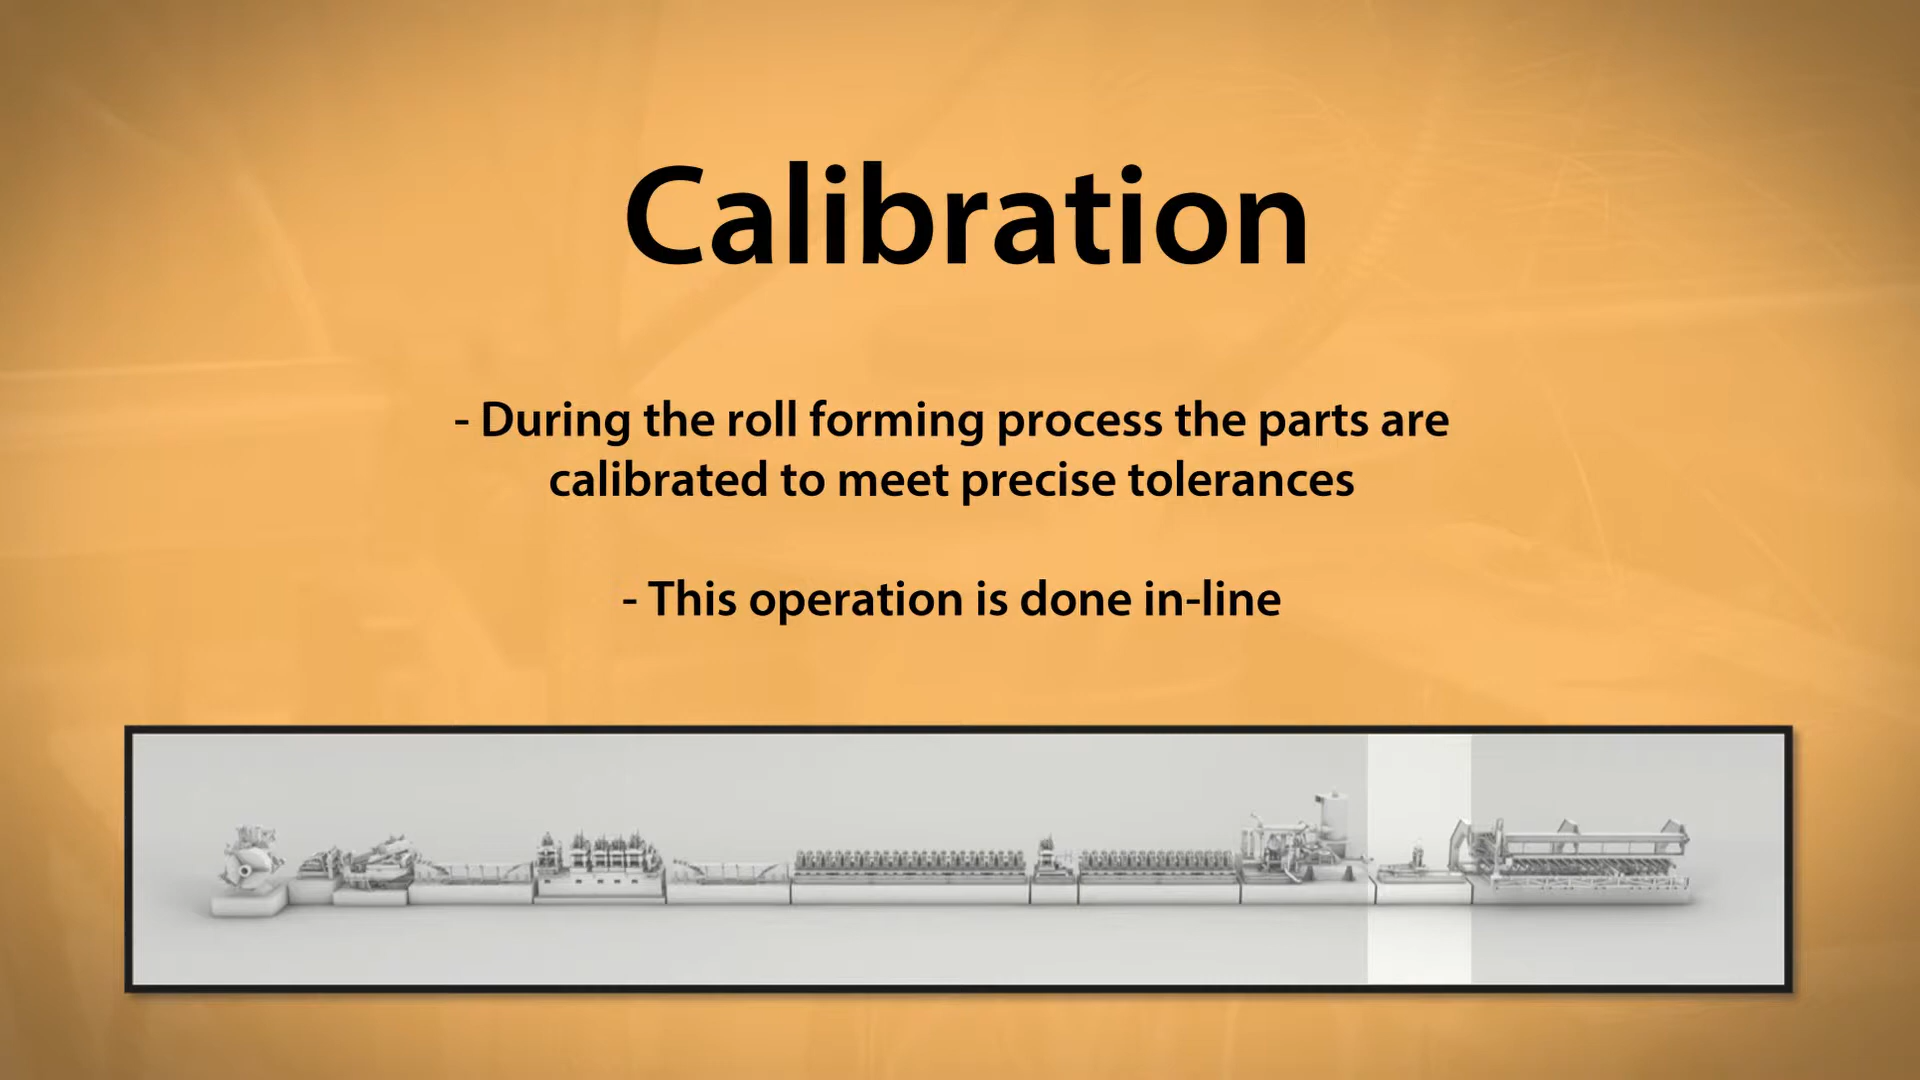 Calibration
- During the roll forming process the parts are
calibrated to meet precise tolerances
- This operation is done in-line